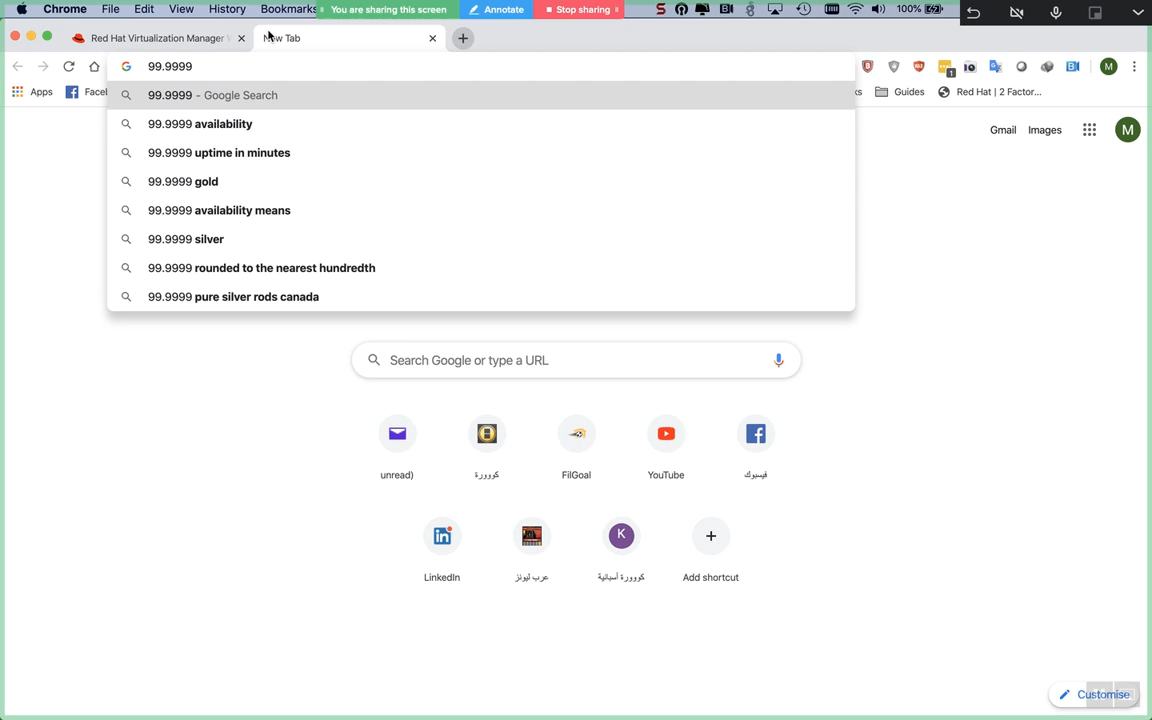 Chrome File Edit View History Bookmarks You are sharing this screen Annotate Stop sharing 100%
Red Hat Virtualization Manager New Tab
99.9999
Apps Guides Red Hat | 2 Factor...
99.9999 - Google Search
99.9999 availability
Gmail Images M
99.9999 uptime in minutes
99.9999 gold
99.9999 availability means
99.9999 silver
99.9999 rounded to the nearest hundredth
99.9999 pure silver rods canada
Search Google or type a URL
unread) كووورة FilGoal YouTube فيسبوك
K
LinkedIn عرب ليونز كووورة أسبانية Add shortcut
Customise